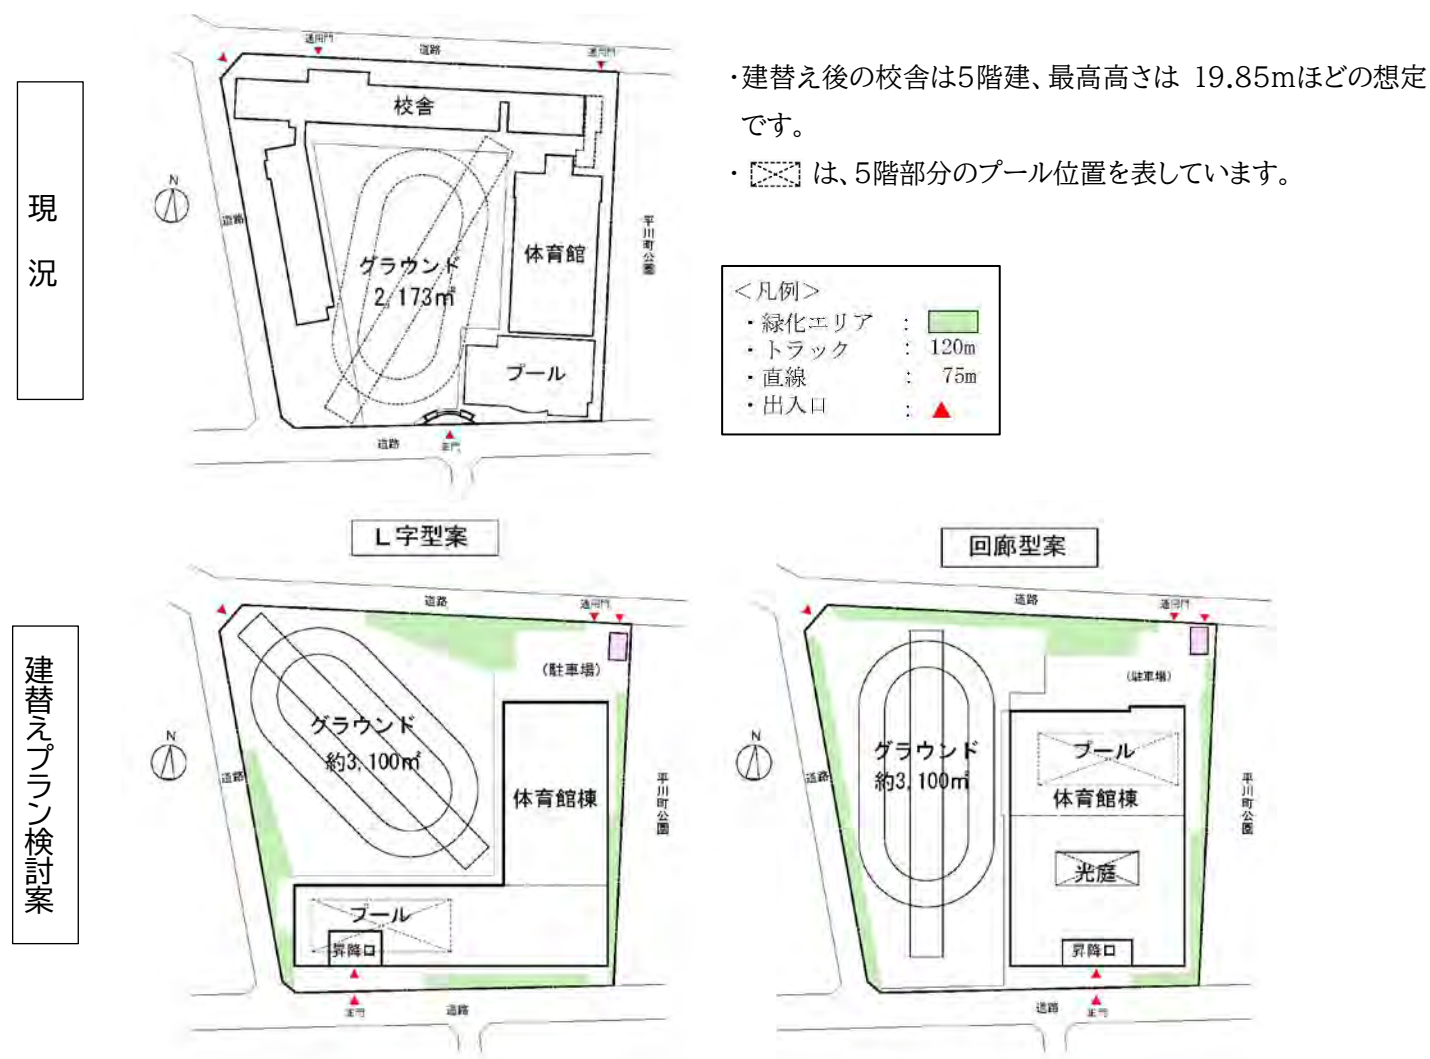 現況
通用門
道路
通用門
校舎
N
道路
グラウンド
2,173㎡
体育館
プール
平川町公園
道路
正門
・建替え後の校舎は5階建、最高高さは 19.85mほどの想定
です。
・ は、5階部分のプール位置を表しています。
＜凡例＞
・緑化エリア :
・トラック : 120m
・直線 : 75m
・出入口 :
建替えプラン検討案
L字型案
道路
通用門
(駐車場)
N
道路
グラウンド
約3,100㎡
体育館棟
平川町公園
プール
昇降口
正門
道路
回廊型案
道路
通用門
(駐車場)
N
道路
グラウンド
約3,100㎡
プール
体育館棟
平川町公園
光庭
昇降口
道路
正門